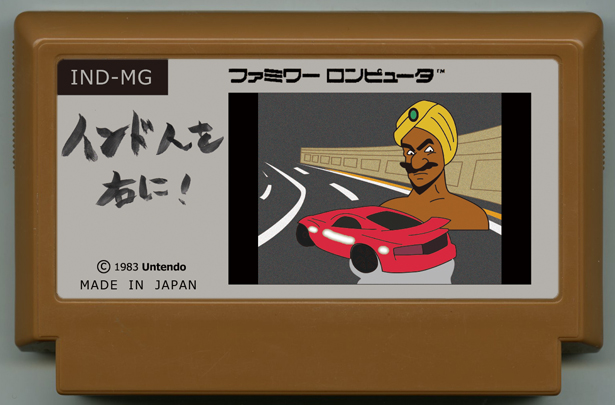 IND-MG
ファミワー ロンピュータ™
インド人を
右に!
© 1983 Untendo
MADE IN JAPAN